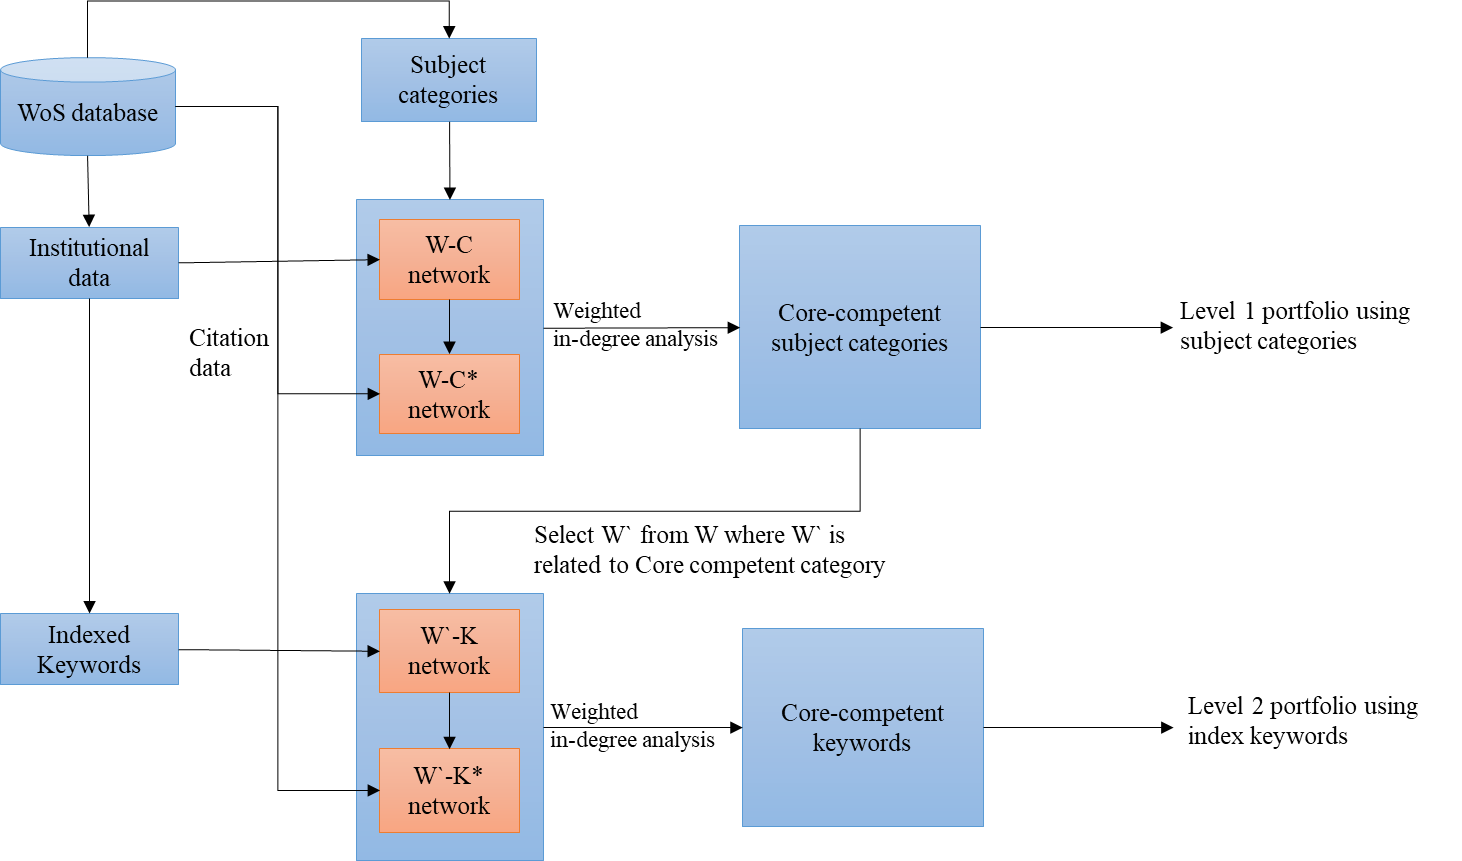 Subject
categories
WoS database
Institutional
data
W-C
network
Citation
data
W-C*
network
Weighted
in-degree analysis
Core-competent
subject categories
Level 1 portfolio using
subject categories
Select W` from W where W` is
related to Core competent category
Indexed
Keywords
W`-K
network
W`-K*
network
Weighted
in-degree analysis
Core-competent
keywords
Level 2 portfolio using
index keywords